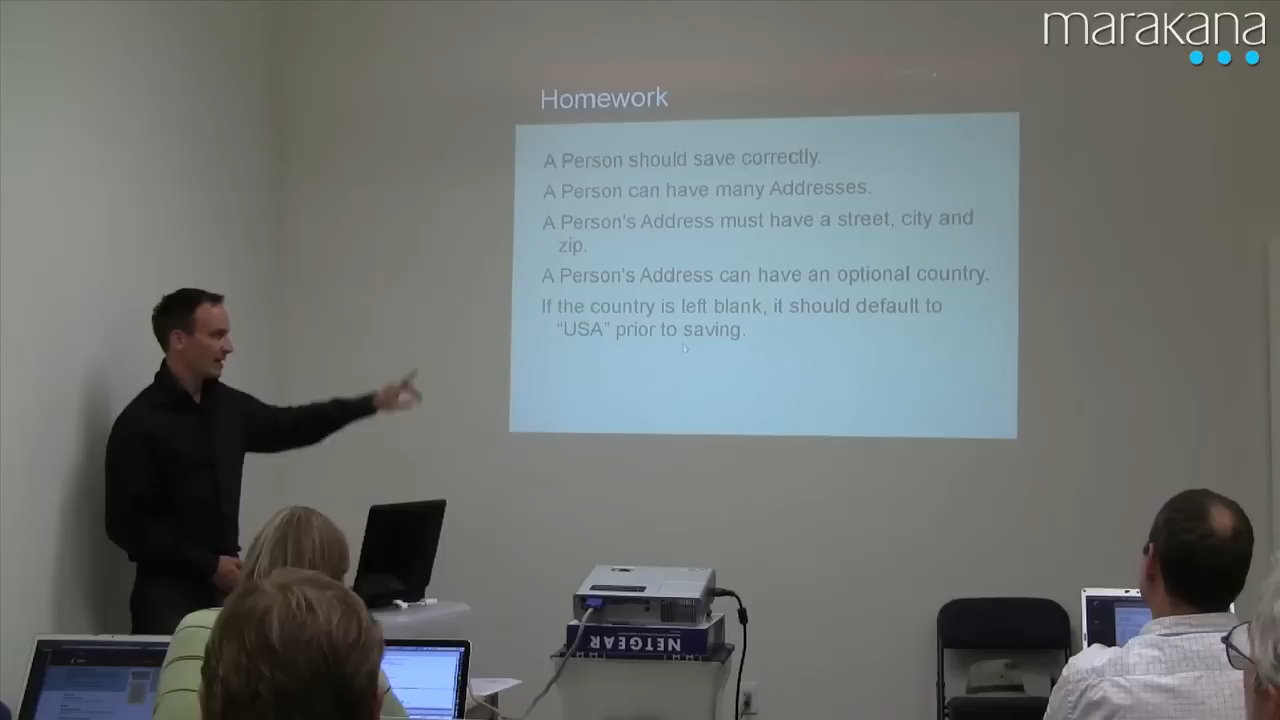 marakana
Homework
A Person should save correctly.
A Person can have many Addresses.
A Person's Address must have a street, city and
zip.
A Person's Address can have an optional country.
If the country is left blank, it should default to
“USA” prior to saving.
NETGEAR